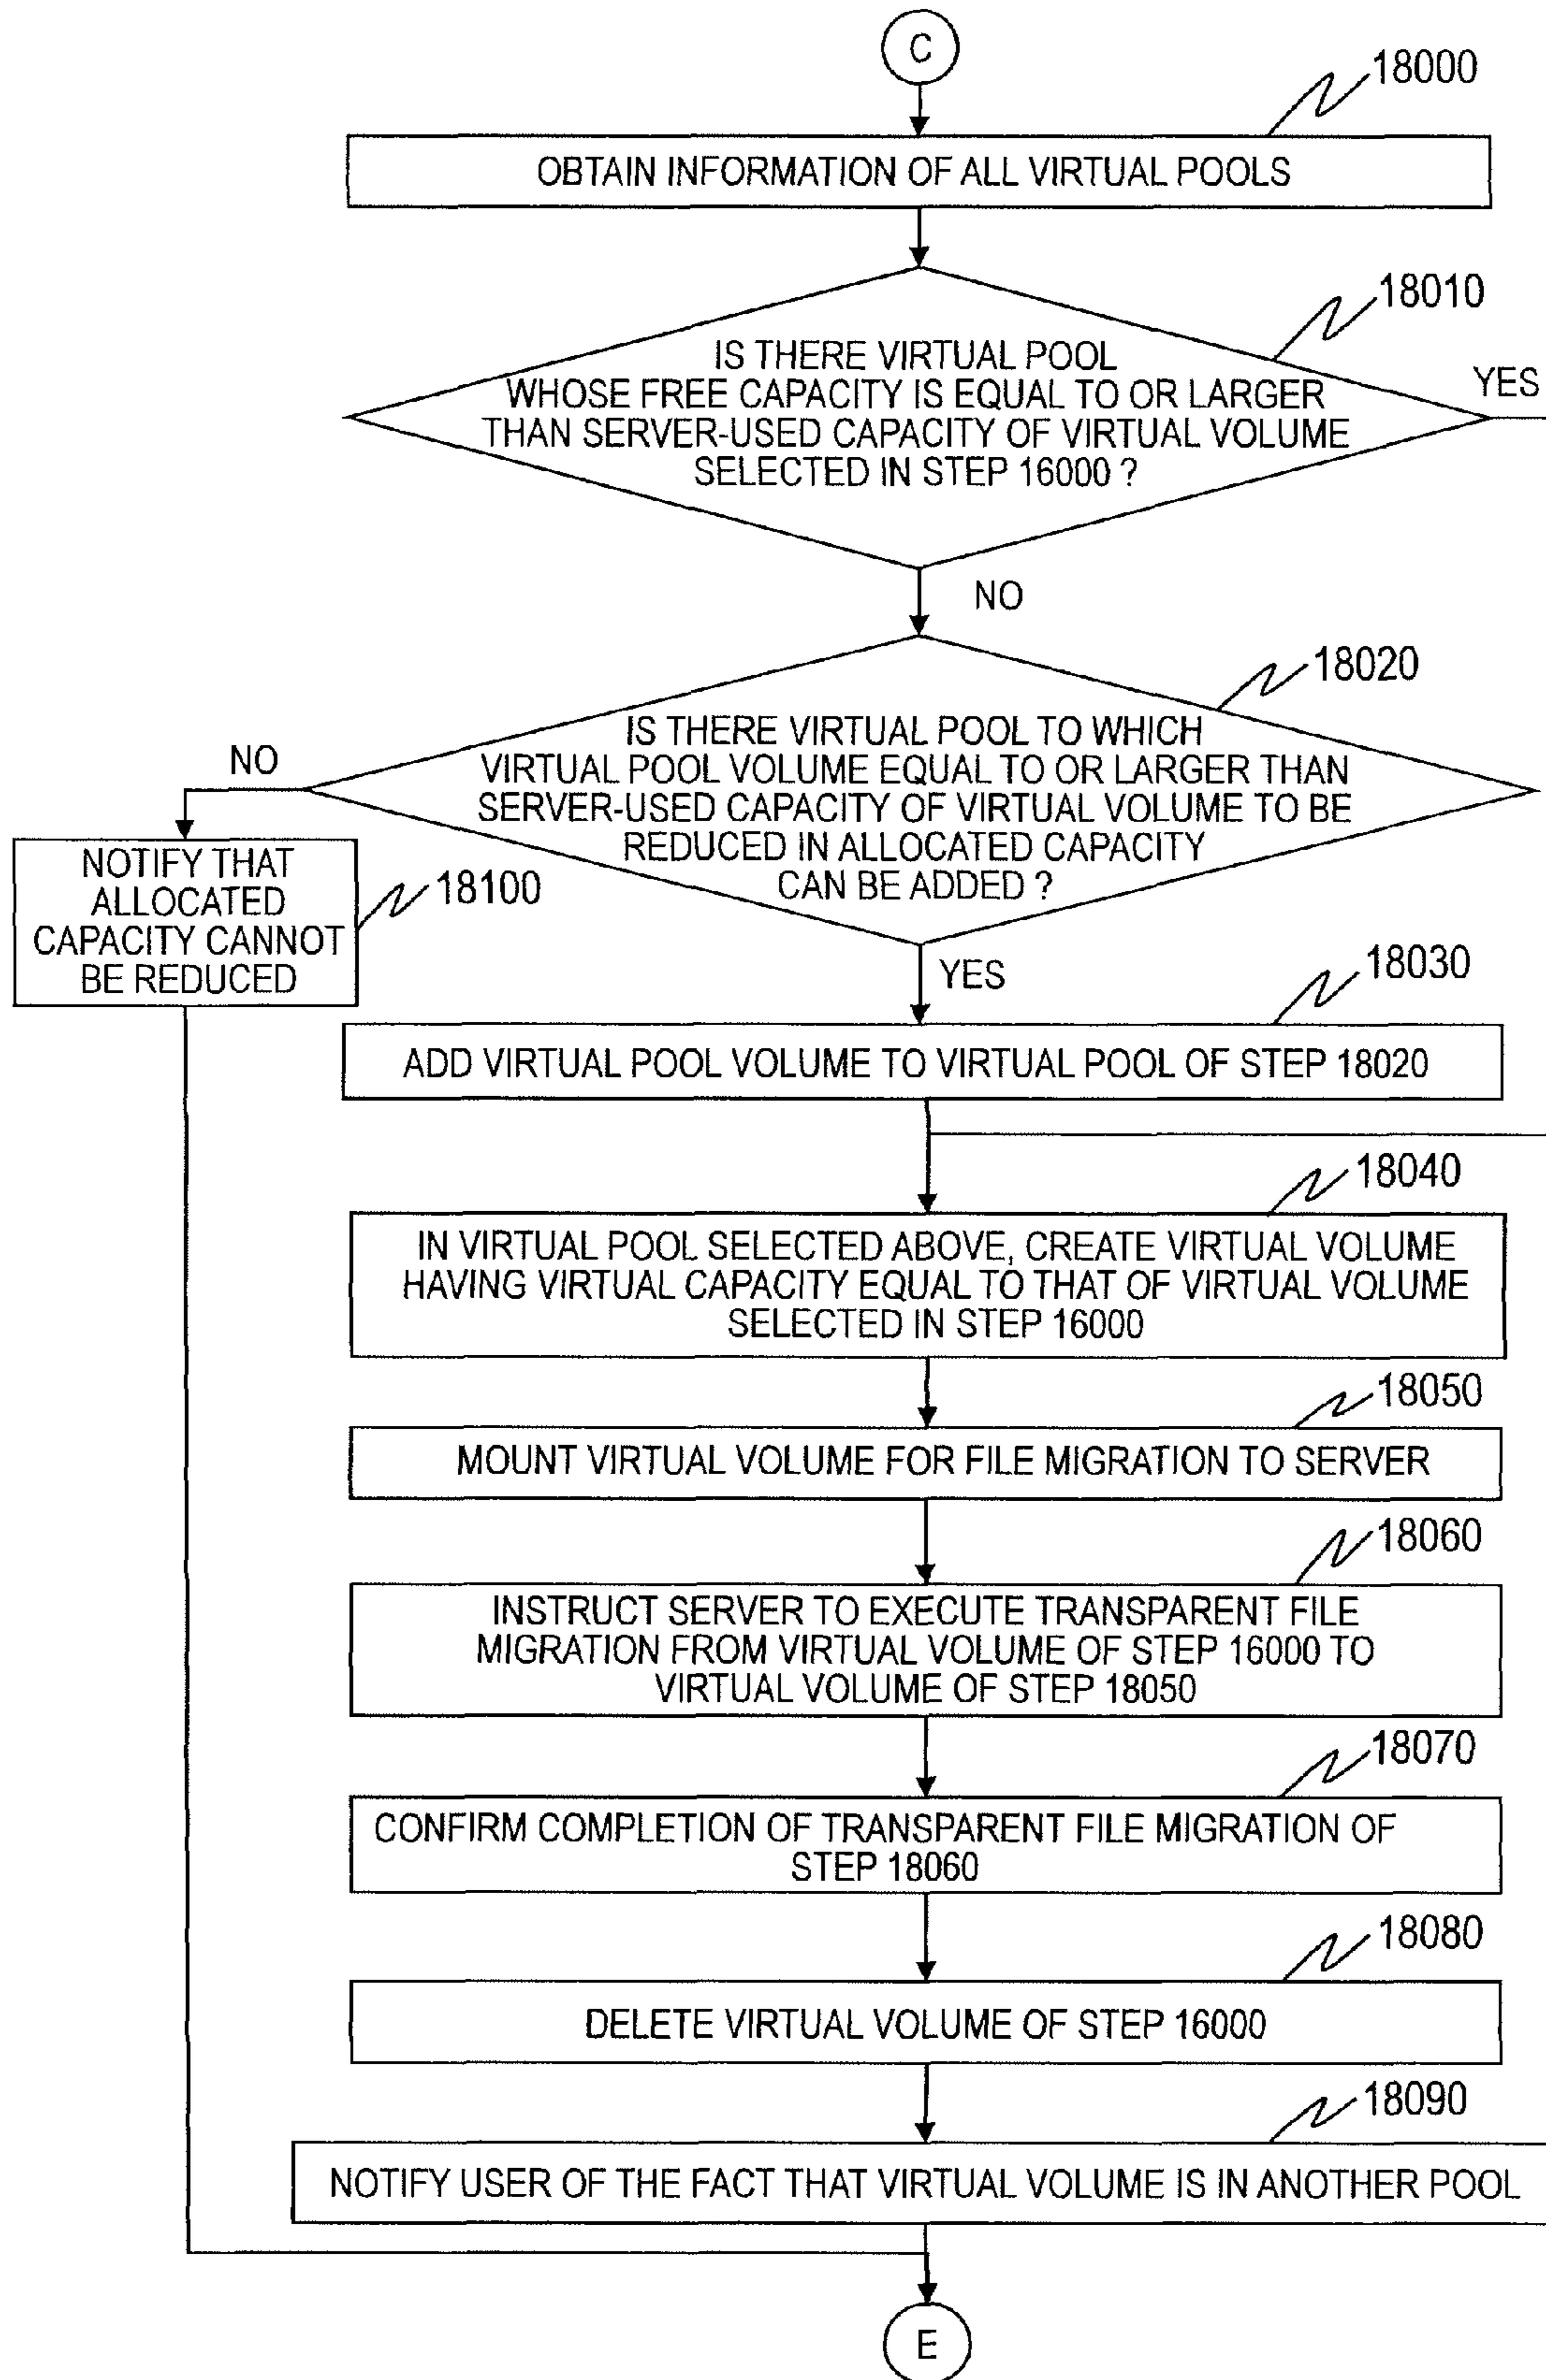 C
18000
OBTAIN INFORMATION OF ALL VIRTUAL POOLS
18010
IS THERE VIRTUAL POOL
WHOSE FREE CAPACITY IS EQUAL TO OR LARGER
THAN SERVER-USED CAPACITY OF VIRTUAL VOLUME
SELECTED IN STEP 16000 ?
YES
NO
18020
IS THERE VIRTUAL POOL TO WHICH
VIRTUAL POOL VOLUME EQUAL TO OR LARGER THAN
SERVER-USED CAPACITY OF VIRTUAL VOLUME TO BE
REDUCED IN ALLOCATED CAPACITY
CAN BE ADDED ?
NO
NOTIFY THAT
ALLOCATED
CAPACITY CANNOT
BE REDUCED
18100
YES
18030
ADD VIRTUAL POOL VOLUME TO VIRTUAL POOL OF STEP 18020
18040
IN VIRTUAL POOL SELECTED ABOVE, CREATE VIRTUAL VOLUME
HAVING VIRTUAL CAPACITY EQUAL TO THAT OF VIRTUAL VOLUME
SELECTED IN STEP 16000
18050
MOUNT VIRTUAL VOLUME FOR FILE MIGRATION TO SERVER
18060
INSTRUCT SERVER TO EXECUTE TRANSPARENT FILE
MIGRATION FROM VIRTUAL VOLUME OF STEP 16000 TO
VIRTUAL VOLUME OF STEP 18050
18070
CONFIRM COMPLETION OF TRANSPARENT FILE MIGRATION OF
STEP 18060
18080
DELETE VIRTUAL VOLUME OF STEP 16000
18090
NOTIFY USER OF THE FACT THAT VIRTUAL VOLUME IS IN ANOTHER POOL
E